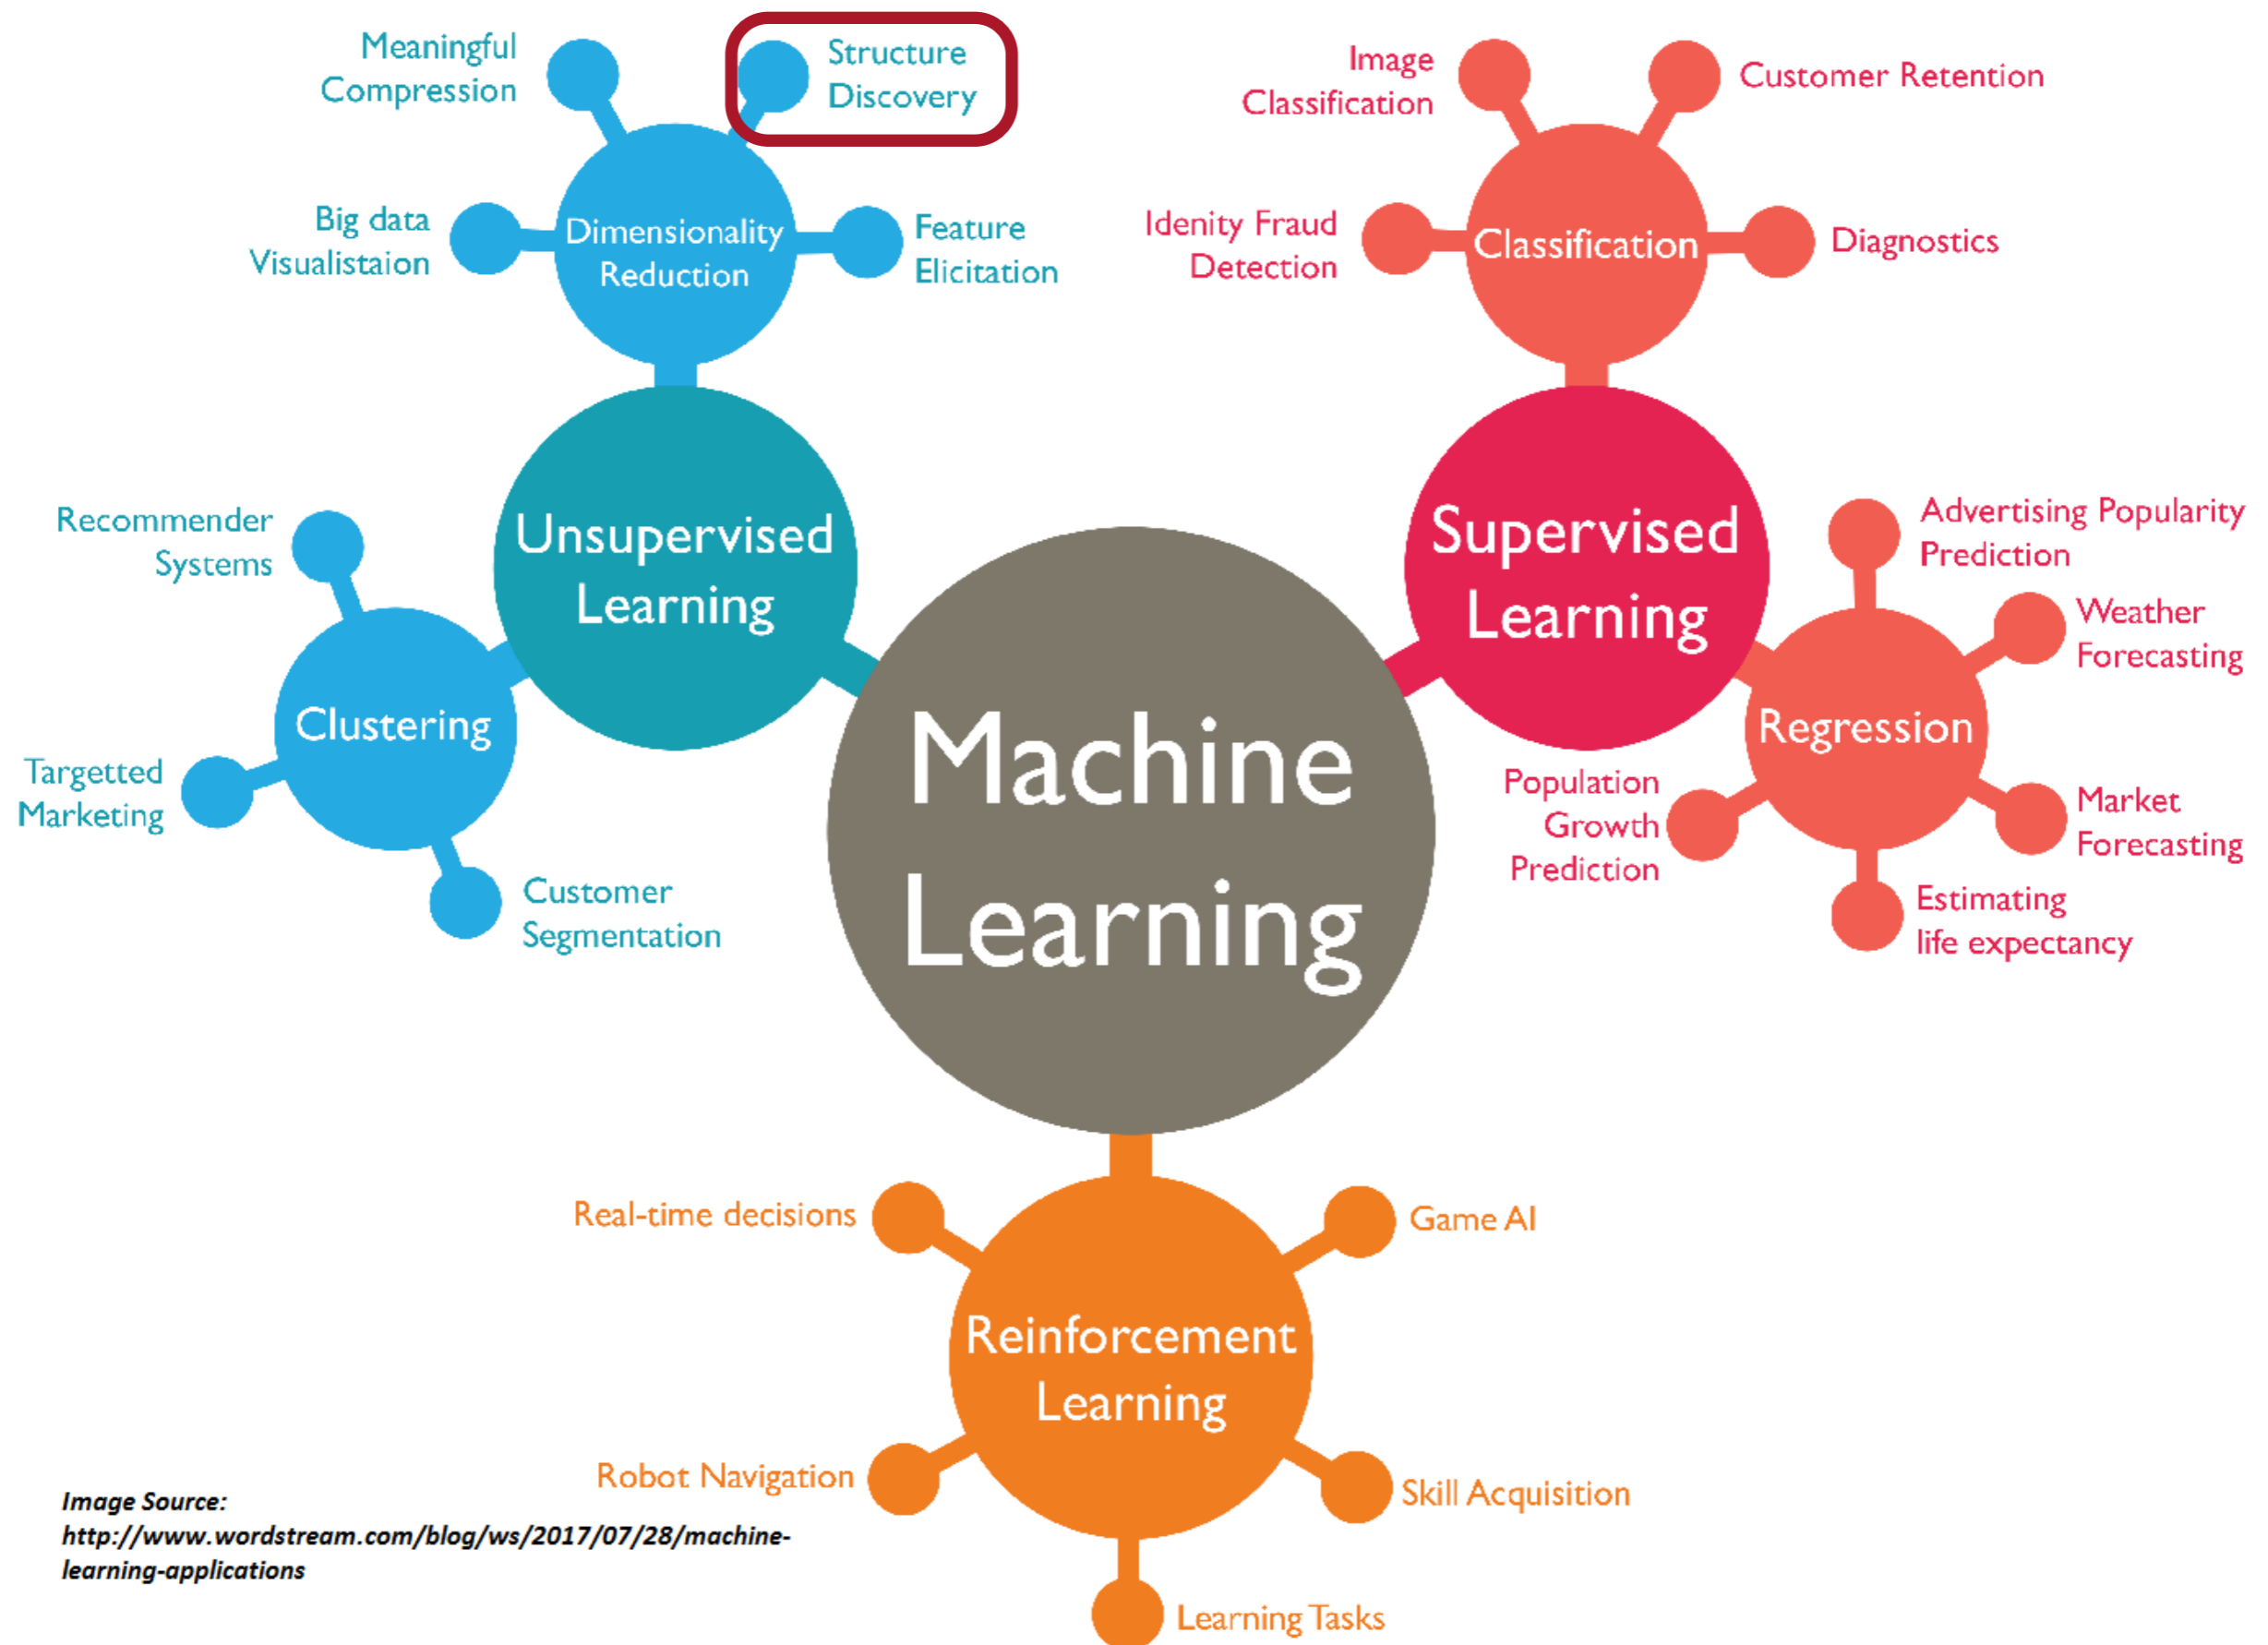 Meaningful
Compression
Structure
Discovery
Big data
Visualistaion
Dimensionality
Reduction
Feature
Elicitation
Image
Classification
Customer Retention
Idenity Fraud
Detection
Classification
Diagnostics
Unsupervised
Learning
Recommender
Systems
Clustering
Targetted
Marketing
Customer
Segmentation
Machine
Learning
Supervised
Learning
Advertising Popularity
Prediction
Weather
Forecasting
Regression
Population
Growth
Prediction
Market
Forecasting
Estimating
life expectancy
Real-time decisions
Game AI
Reinforcement
Learning
Robot Navigation
Skill Acquisition
Learning Tasks
Image Source:
http://www.wordstream.com/blog/ws/2017/07/28/machine-
learning-applications